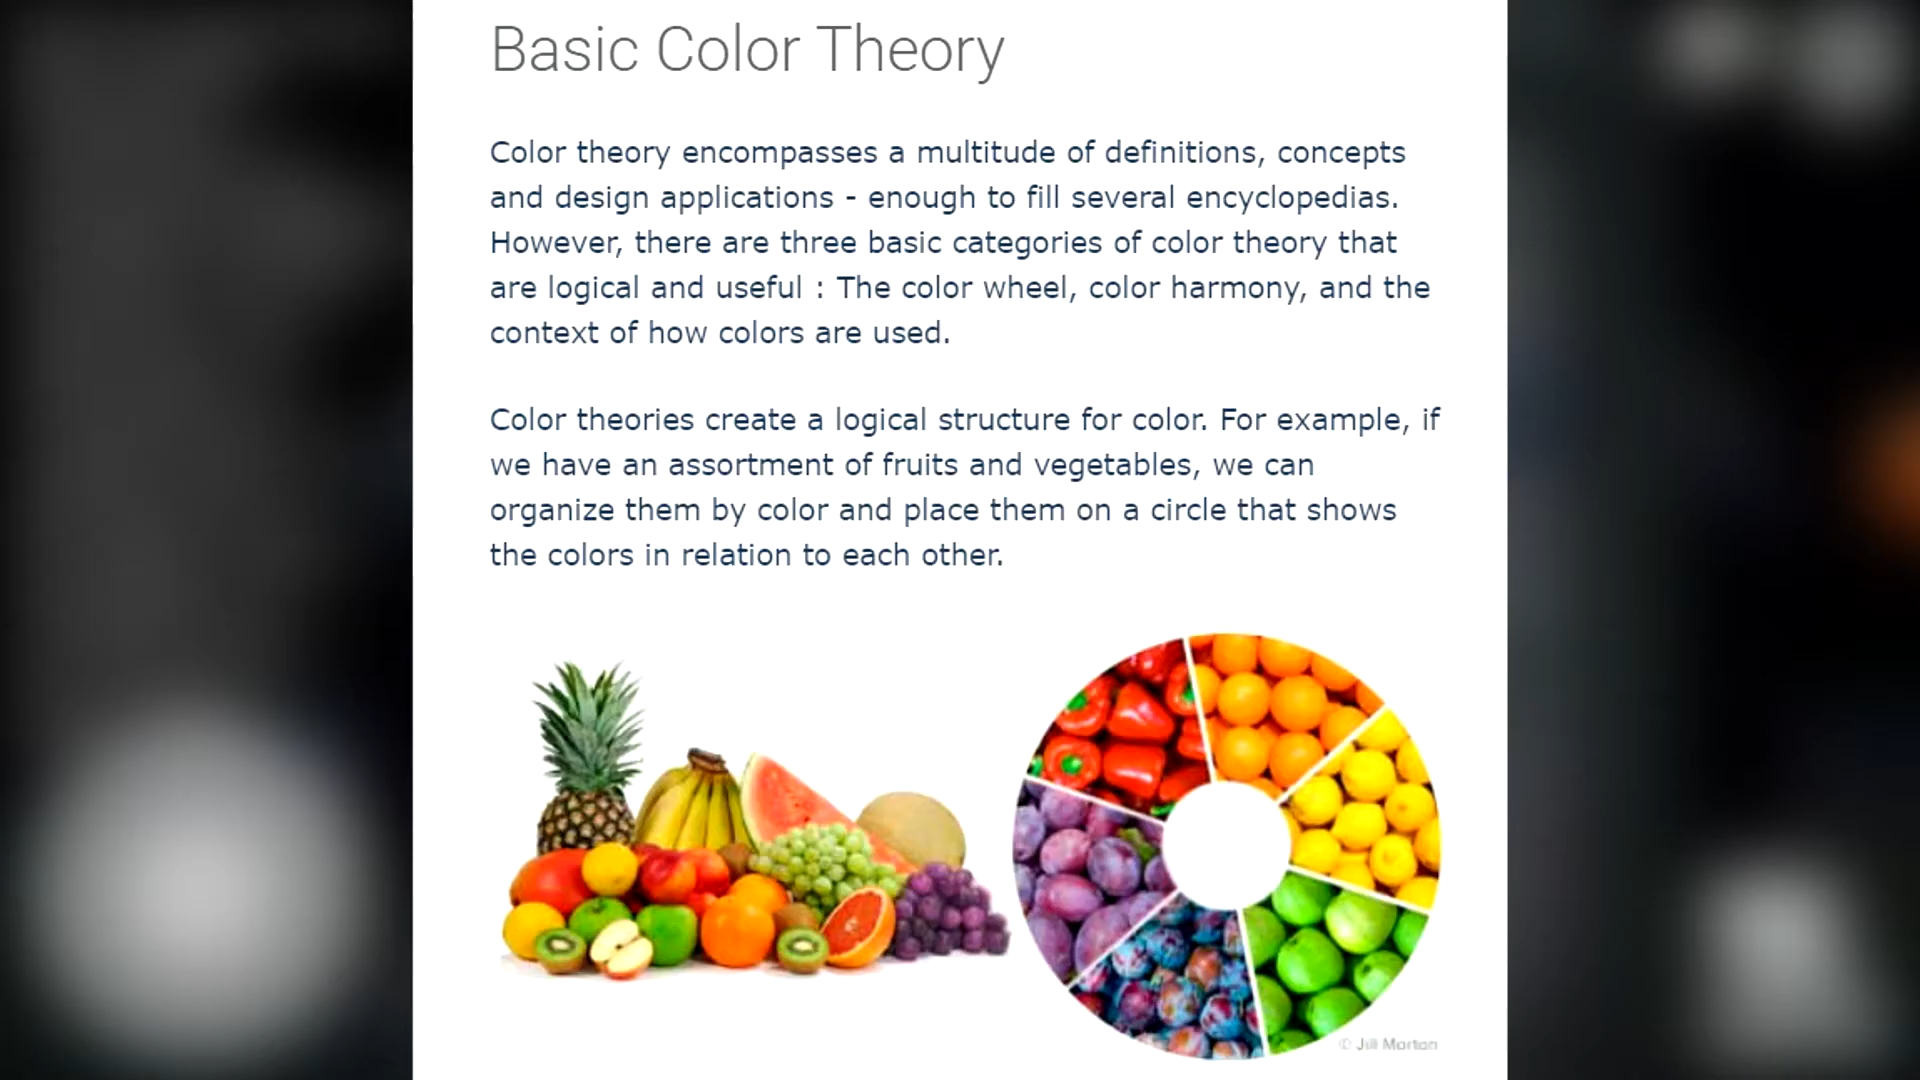 Basic Color Theory
Color theory encompasses a multitude of definitions, concepts
and design applications - enough to fill several encyclopedias.
However, there are three basic categories of color theory that
are logical and useful : The color wheel, color harmony, and the
context of how colors are used.
Color theories create a logical structure for color. For example, if
we have an assortment of fruits and vegetables, we can
organize them by color and place them on a circle that shows
the colors in relation to each other.
© Jill Morton